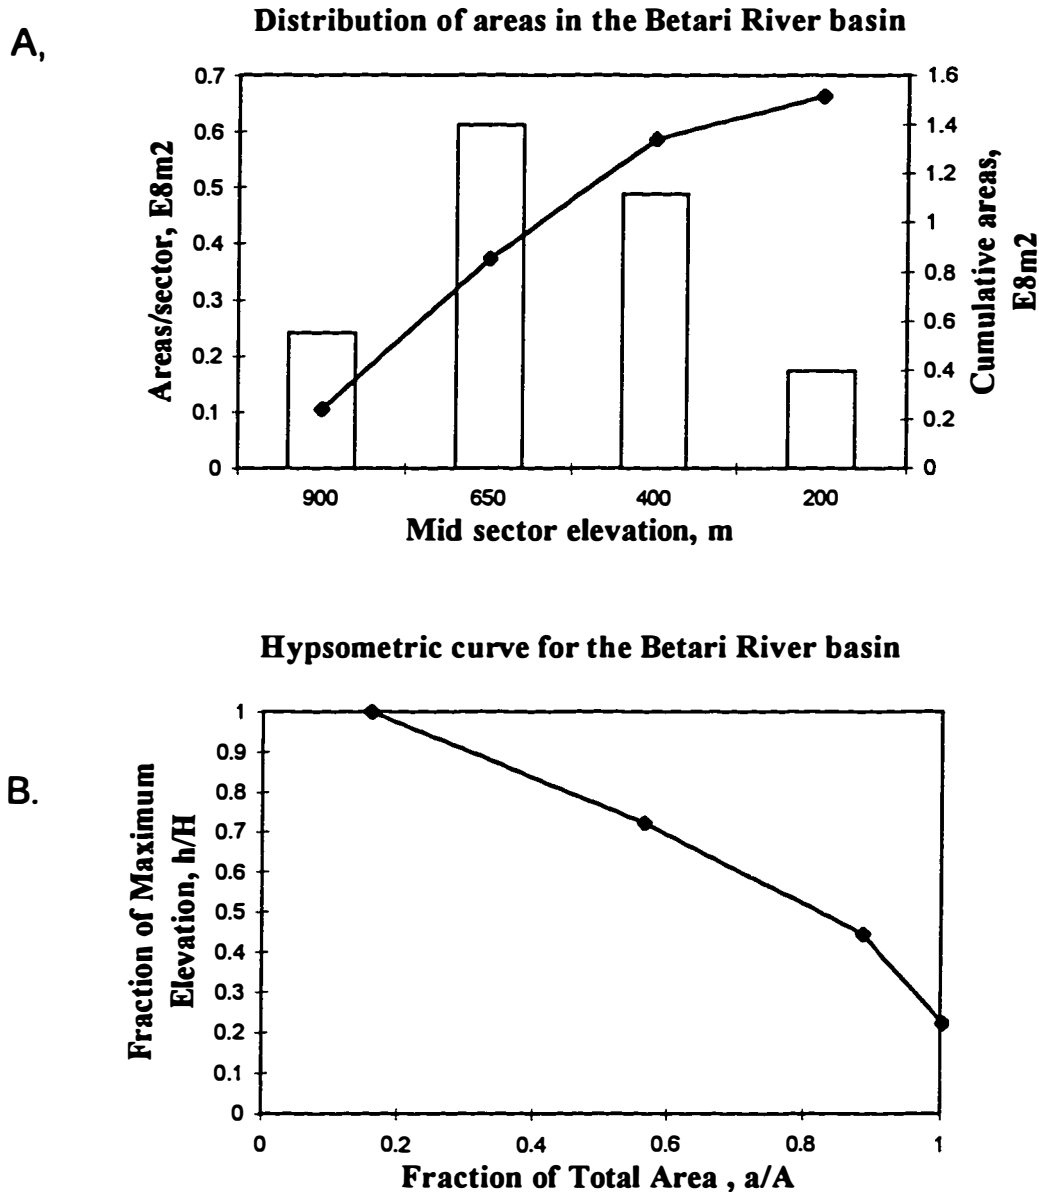 A,
Distribution of areas in the Betari River basin
0.7
0.6
0.5
0.4
0.3
0.2
0.1
0
Areas/sector, E8m2
1.6
1.4
1.2
1
0.8
0.6
0.4
0.2
0
Cumulative areas,
E8m2
900 650 400 200
Mid sector elevation, m
Hypsometric curve for the Betari River basin
B.
1
0.9
0.8
0.7
0.6
0.5
0.4
0.3
0.2
0.1
0
Fraction of Maximum
Elevation, h/H
0 0.2 0.4 0.6 0.8 1
Fraction of Total Area , a/A